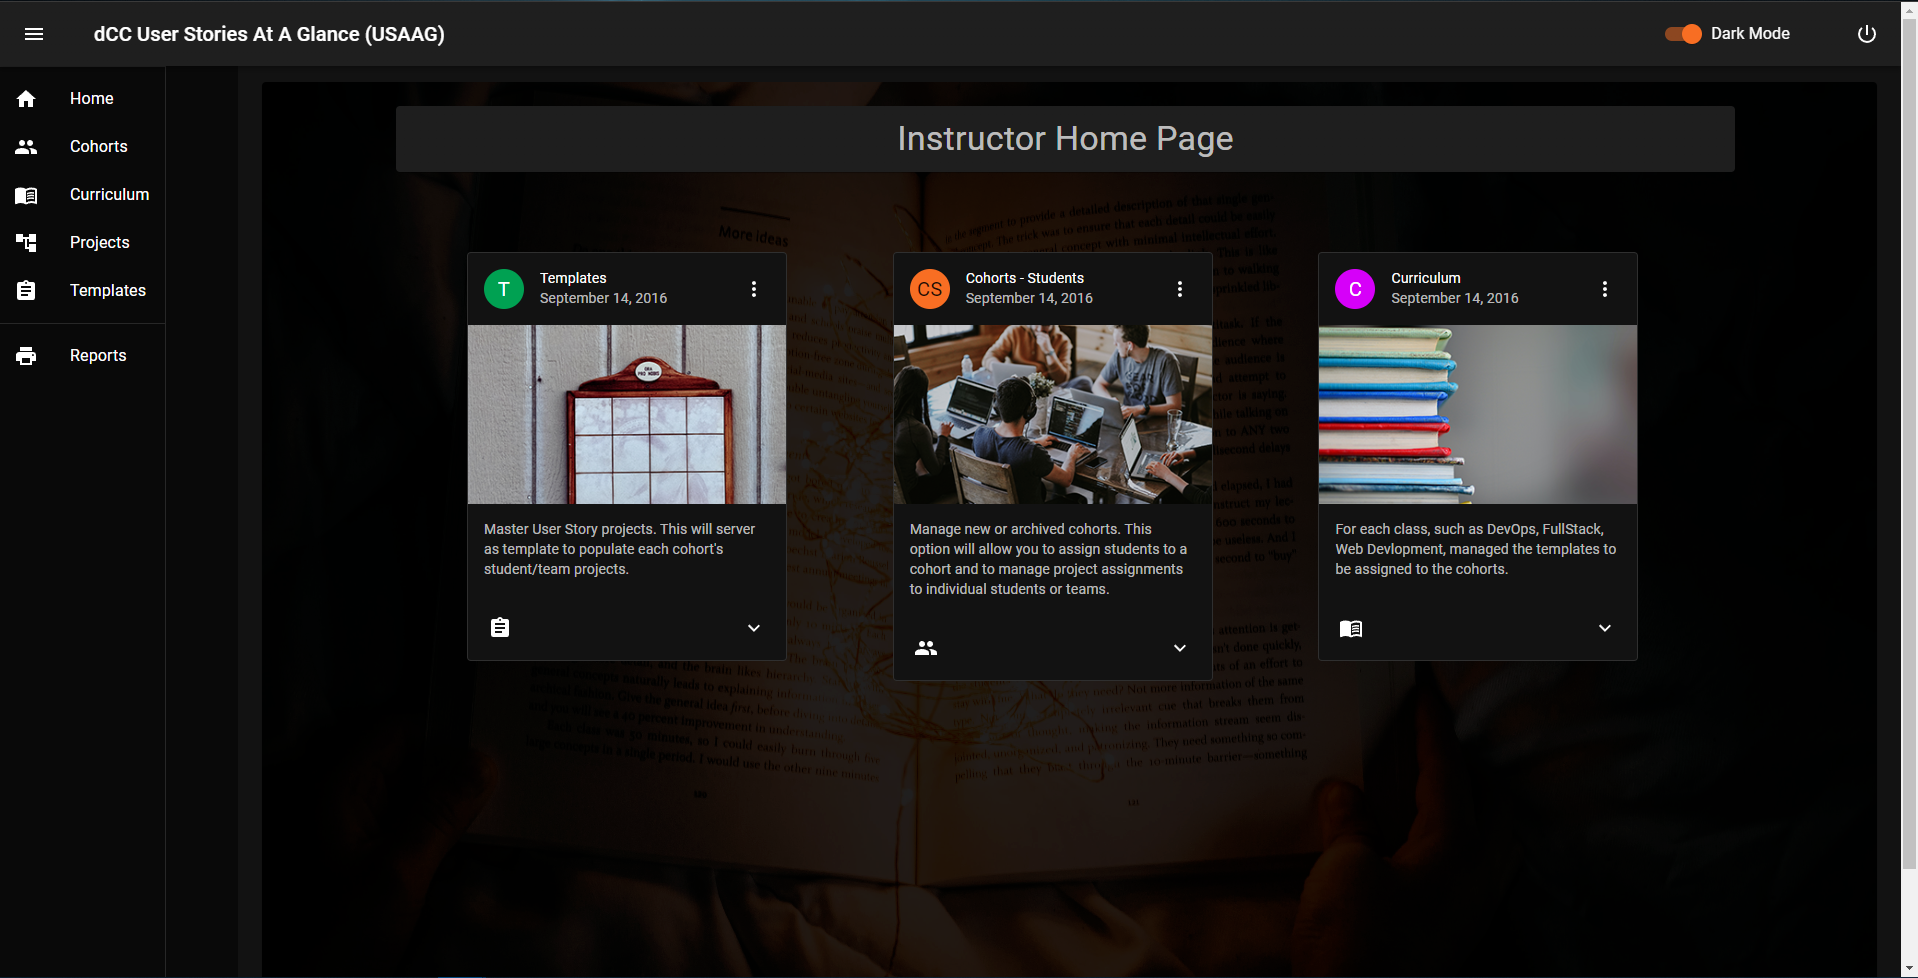 dCC User Stories At A Glance (USAAG)
Dark Mode
Home
Cohorts
Curriculum
Projects
Templates
Reports
Instructor Home Page
More Ideas
T
Templates
September 14, 2016
Master User Story projects. This will server
as template to populate each cohort's
student/team projects.
CS
Cohorts - Students
September 14, 2016
Manage new or archived cohorts. This
option will allow you to assign students to a
cohort and to manage project assignments
to individual students or teams.
C
Curriculum
September 14, 2016
For each class, such as DevOps, FullStack,
Web Devlopment, managed the templates to
be assigned to the cohorts.